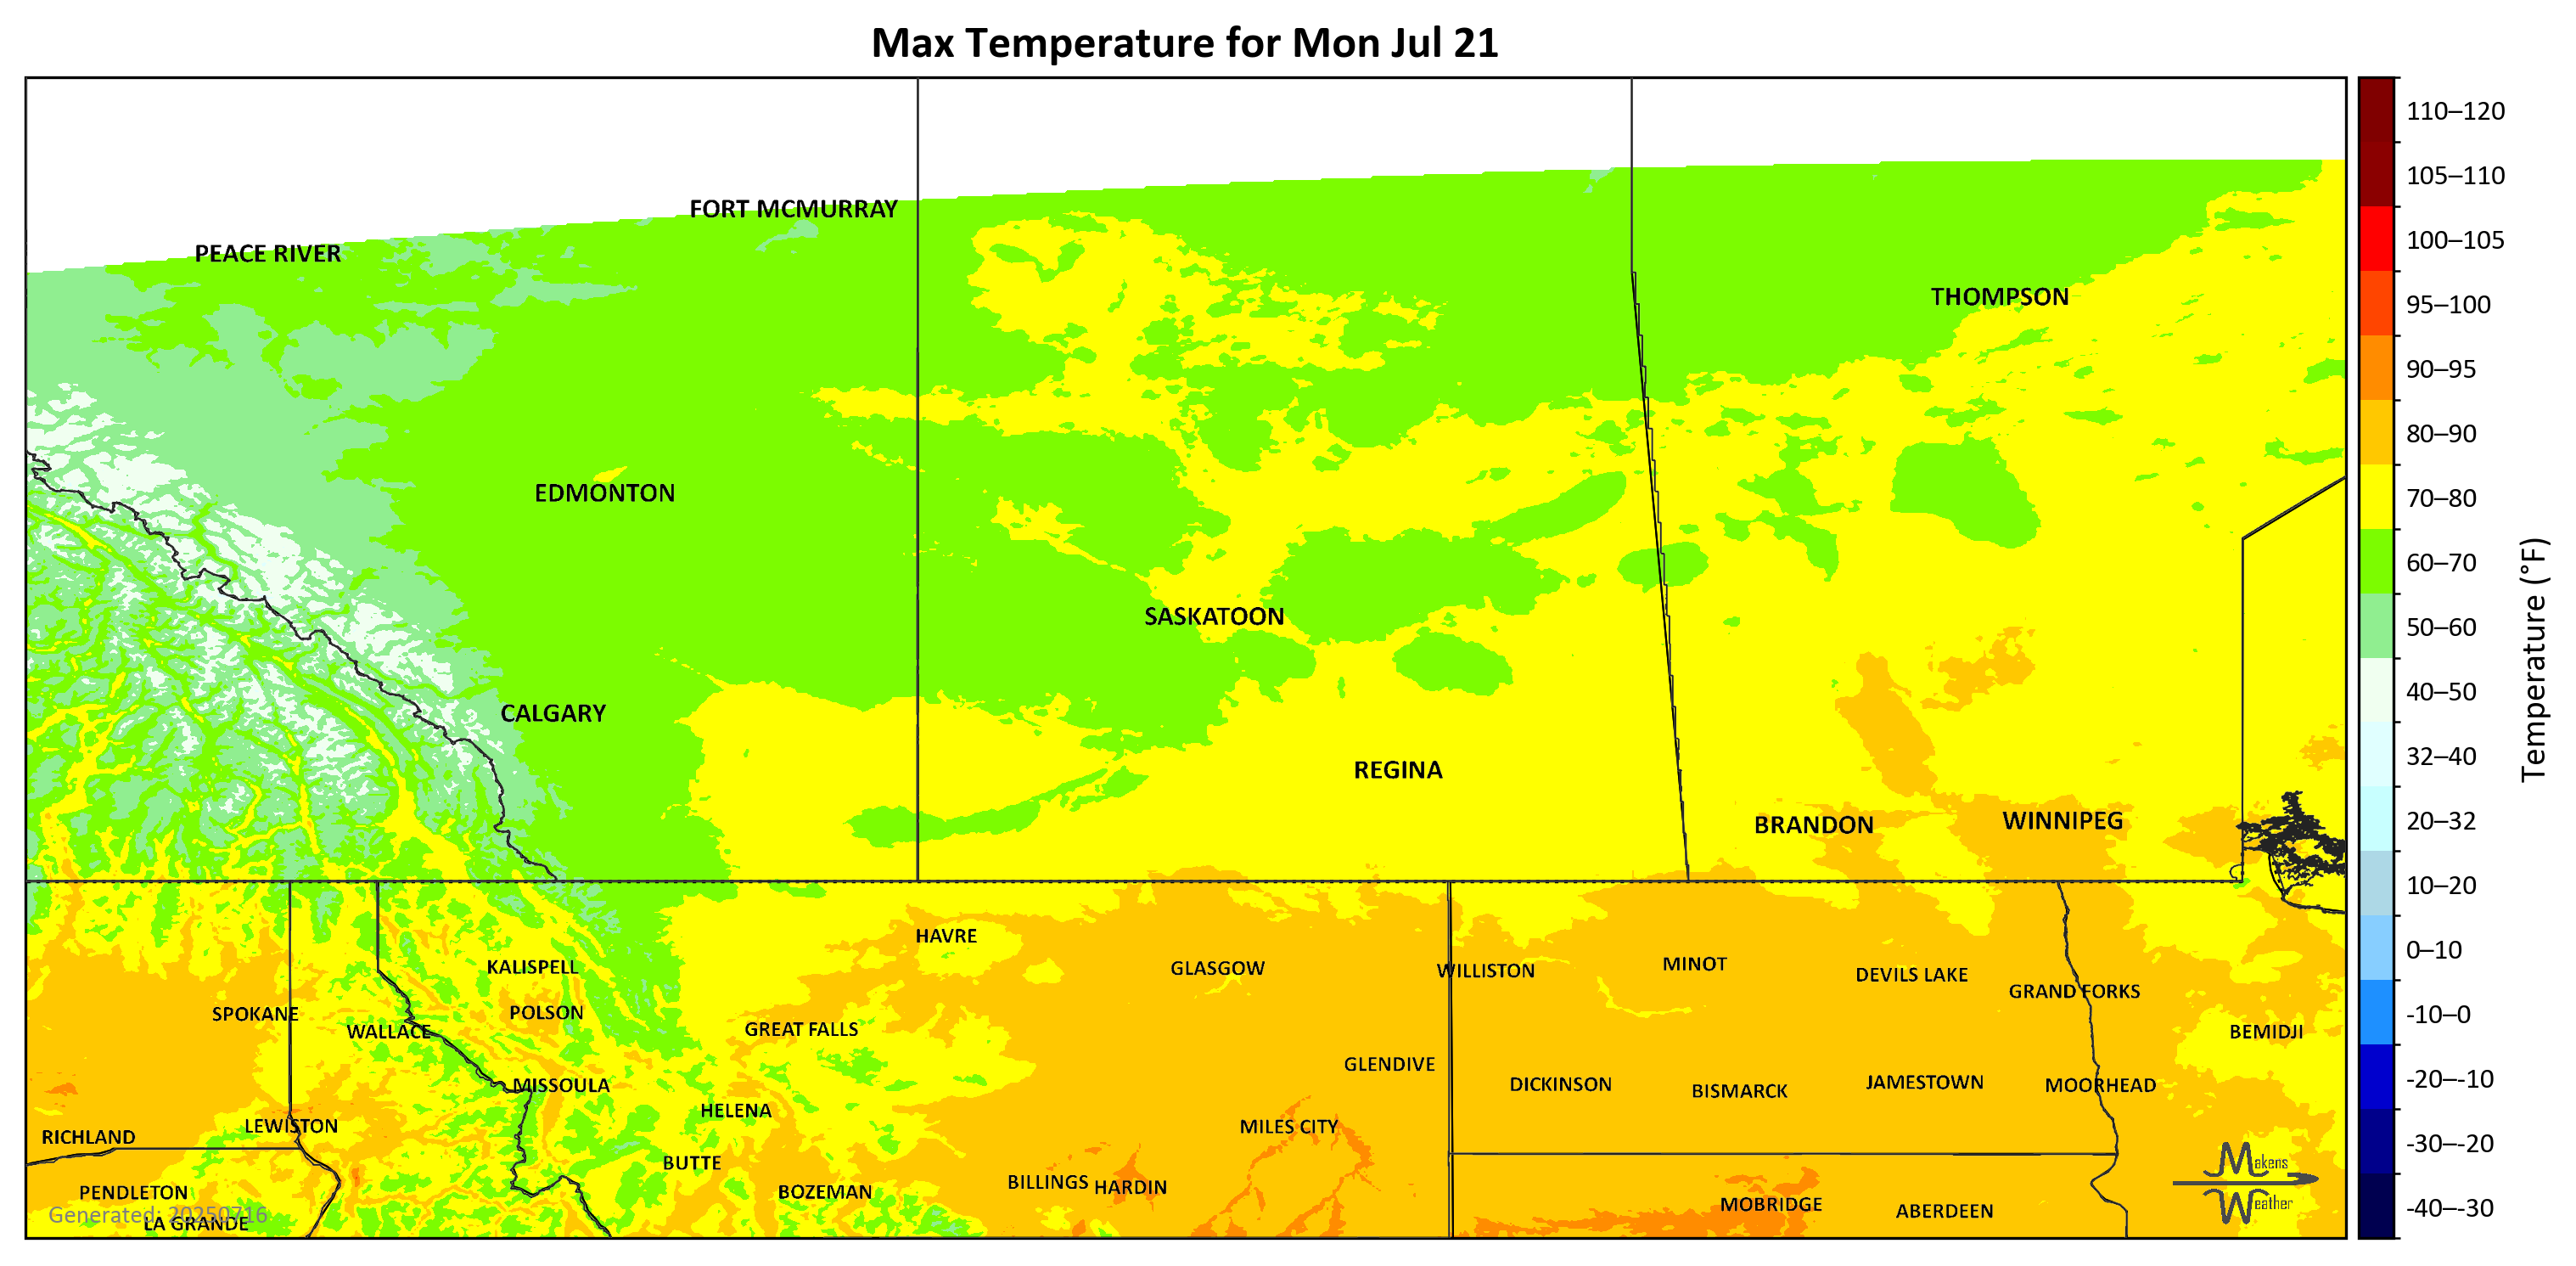 Max Temperature for Mon Jul 21
110–120
105–110
100–105
95–100
90–95
80–90
70–80
60–70
50–60
40–50
32–40
20–32
10–20
0–10
-10–0
-20–-10
-30–-20
-40–-30
Temperature (°F)
FORT MCMURRAY
PEACE RIVER
THOMPSON
EDMONTON
SASKATOON
CALGARY
REGINA
BRANDON
WINNIPEG
HAVRE
KALISPELL
GLASGOW
WILLISTON
MINOT
DEVILS LAKE
GRAND FORKS
SPOKANE
POLSON
WALLACE
GREAT FALLS
BEMIDJI
GLENDIVE
MISSOULA
DICKINSON
BISMARCK
JAMESTOWN
MOORHEAD
HELENA
LEWISTON
MILES CITY
RICHLAND
BUTTE
BILLINGS
HARDIN
PENDLETON
BOZEMAN
MOBRIDGE
ABERDEEN
Generated: 20250716
LA GRANDE
Makens
Weather